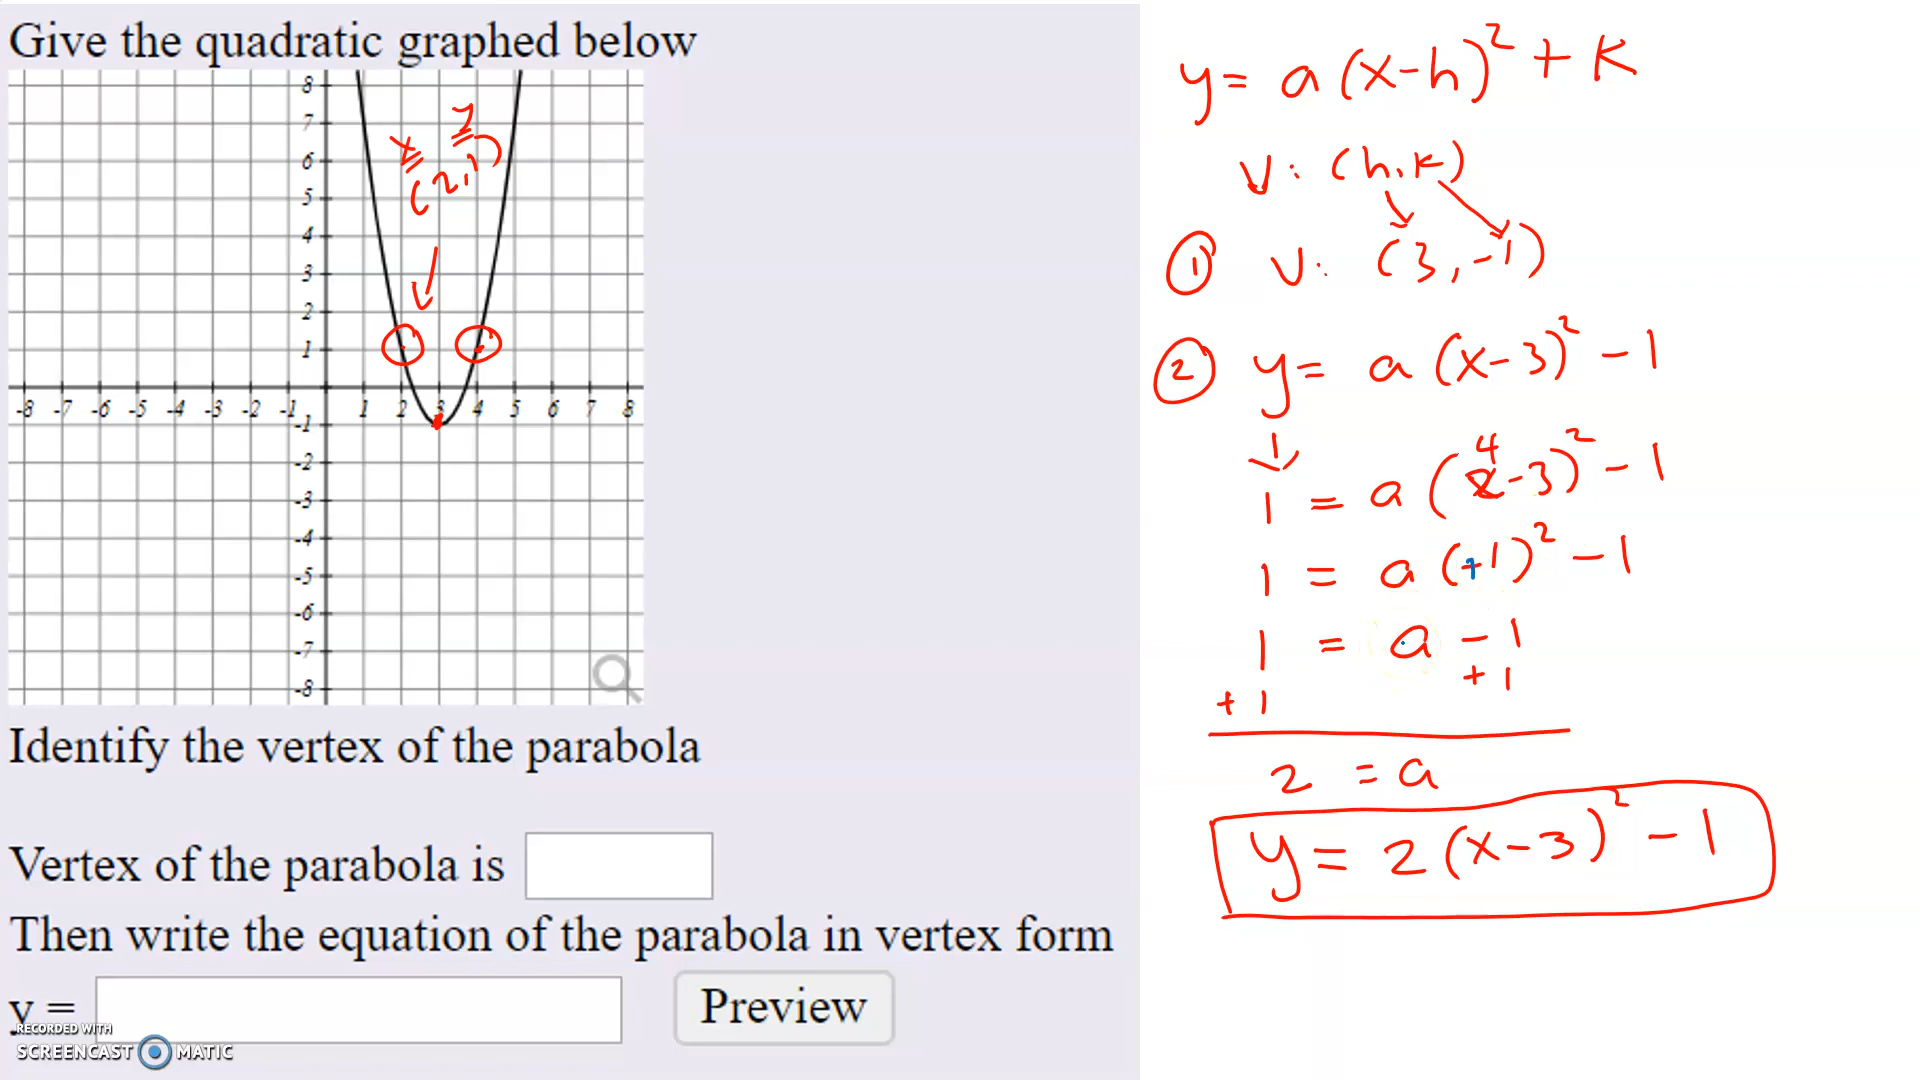 Give the quadratic graphed below
8
7
6
5
4
3
2
1
-8 -7 -6 -5 -4 -3 -2 -1 1 2 3 4 5 6 7 8
-1
-2
-3
-4
-5
-6
-7
-8
x y
(2,1)
Identify the vertex of the parabola
Vertex of the parabola is
Then write the equation of the parabola in vertex form
y =
Preview
RECORDED WITH
SCREENCAST MATIC
y = a(x-h)² + k
V: (h,k)
① V: (3,-1)
② y = a(x-3)² - 1
4
1 = a(2-3)² - 1
1 = a(+1)² - 1
1 = a - 1
+1 +1
2 = a
y = 2(x-3)² - 1